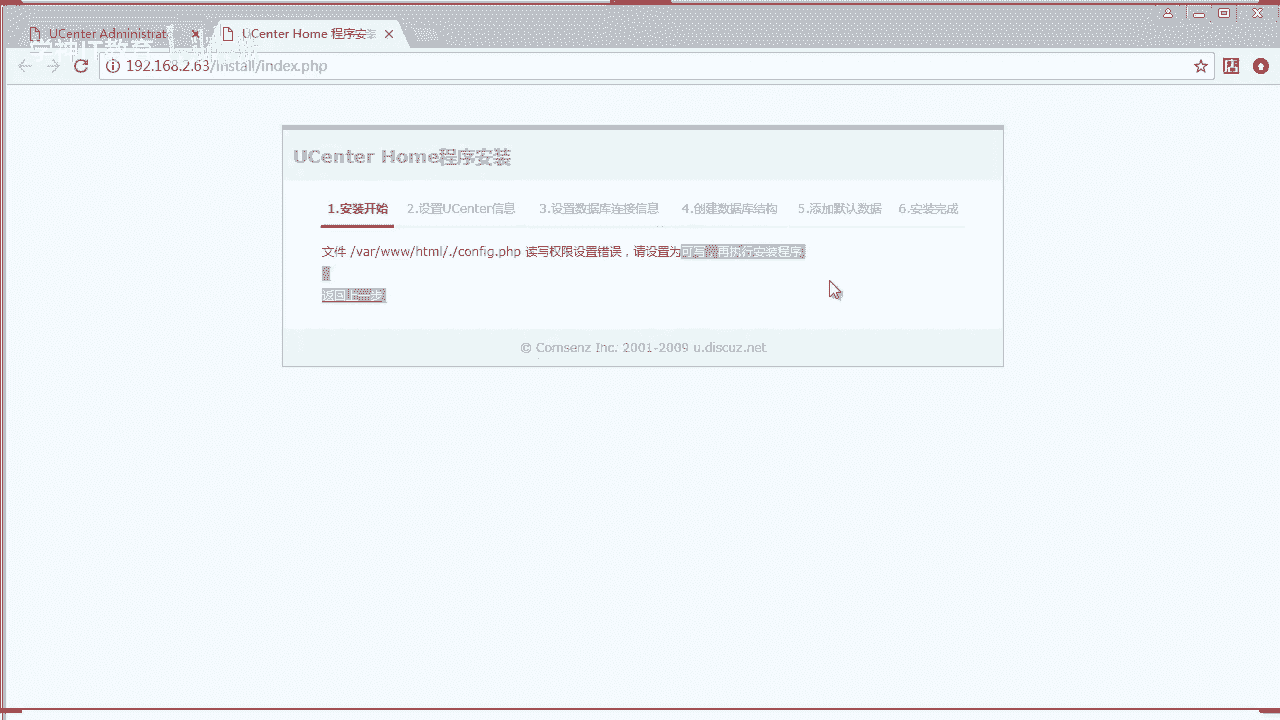 UCenter Administrat
UCenter Home 程序安装
192.168.2.63/install/index.php
UCenter Home程序安装
1.安装开始 2.设置UCenter信息 3.设置数据库连接信息 4.创建数据库结构 5.添加默认数据 6.安装完成
文件 /var/www/html/./config.php 读写权限设置错误，请设置为可写，再执行安装程序
返回上一步
© Comsenz Inc. 2001-2009 u.discuz.net